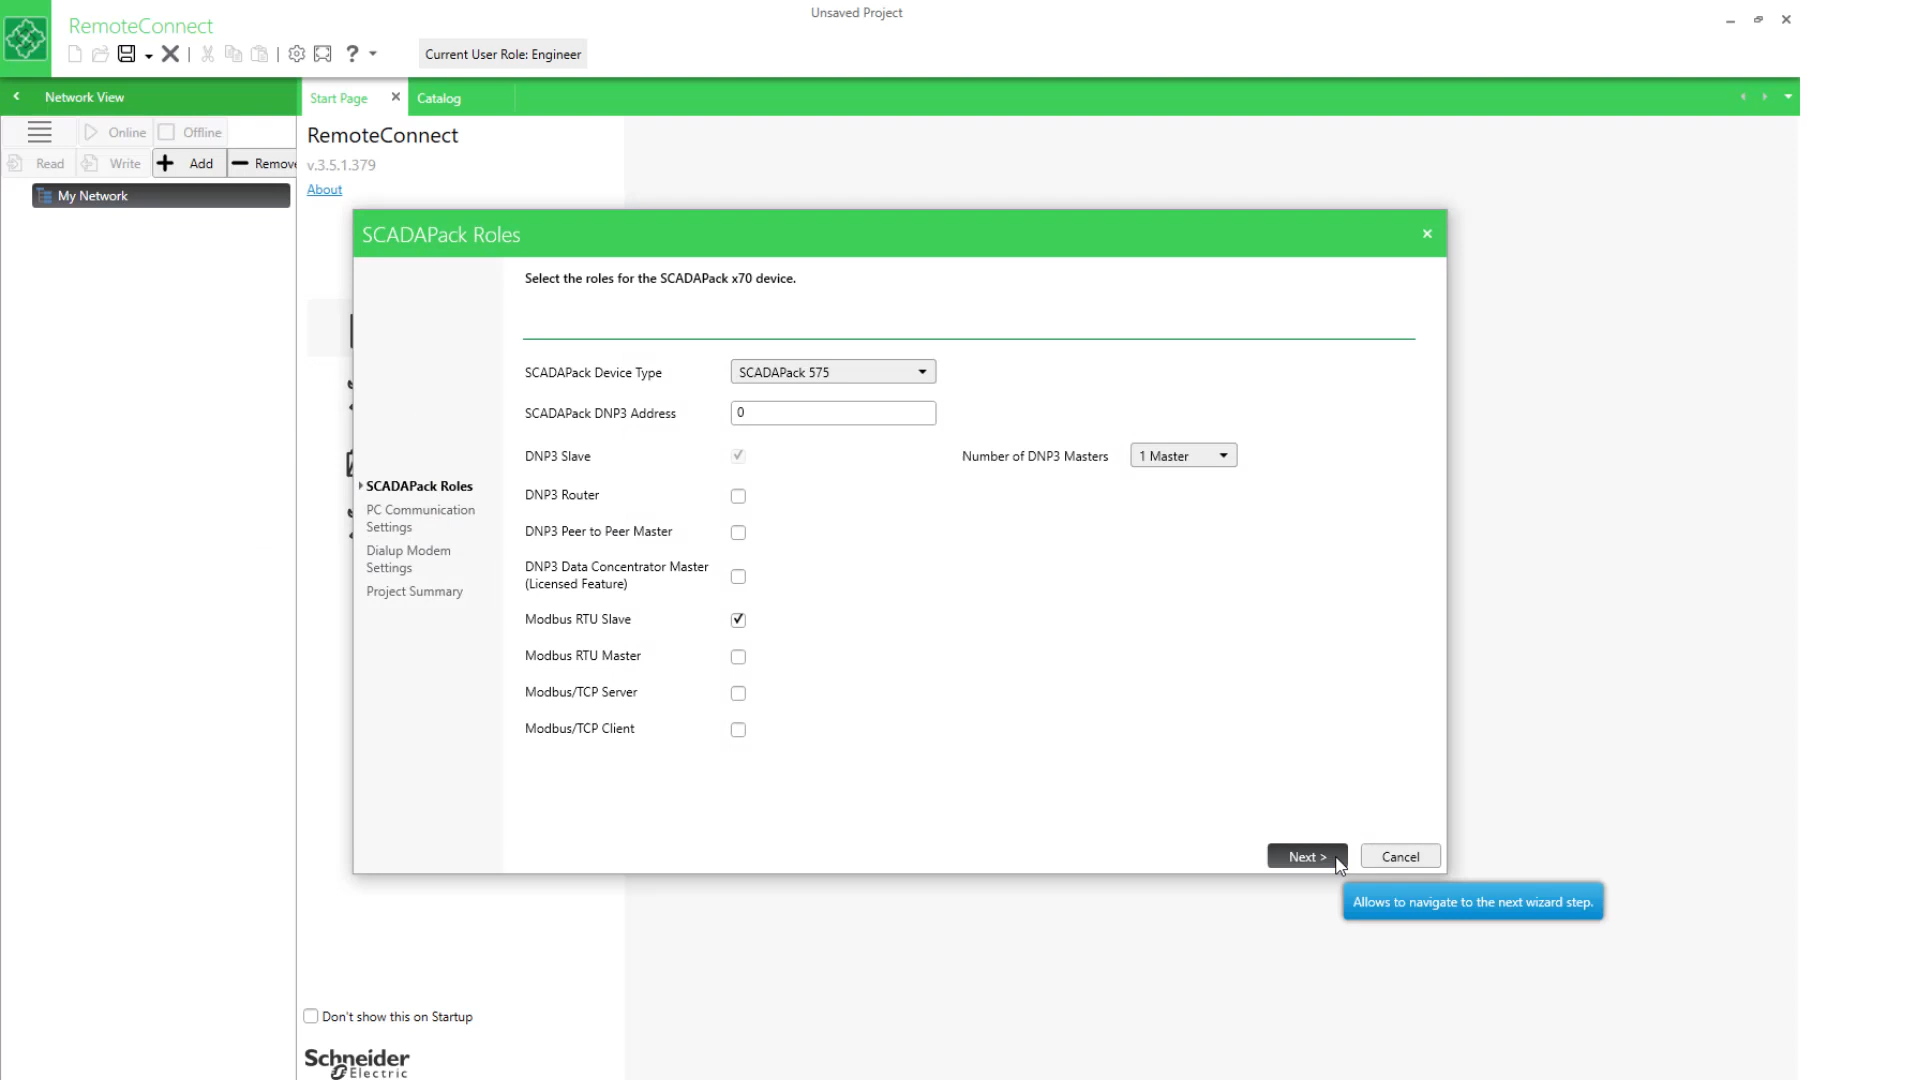 Unsaved Project
RemoteConnect
Current User Role: Engineer
Network View
Start Page
Catalog
Online
Offline
Read
Write
Add
Remove
My Network
RemoteConnect
v.3.5.1.379
About
SCADAPack Roles
Select the roles for the SCADAPack x70 device.
SCADAPack Roles
PC Communication
Settings
Dialup Modem
Settings
Project Summary
SCADAPack Device Type
SCADAPack 575
SCADAPack DNP3 Address
0
DNP3 Slave
Number of DNP3 Masters
1 Master
DNP3 Router
DNP3 Peer to Peer Master
DNP3 Data Concentrator Master
(Licensed Feature)
Modbus RTU Slave
Modbus RTU Master
Modbus/TCP Server
Modbus/TCP Client
Next >
Cancel
Allows to navigate to the next wizard step.
Don't show this on Startup
Schneider
Electric